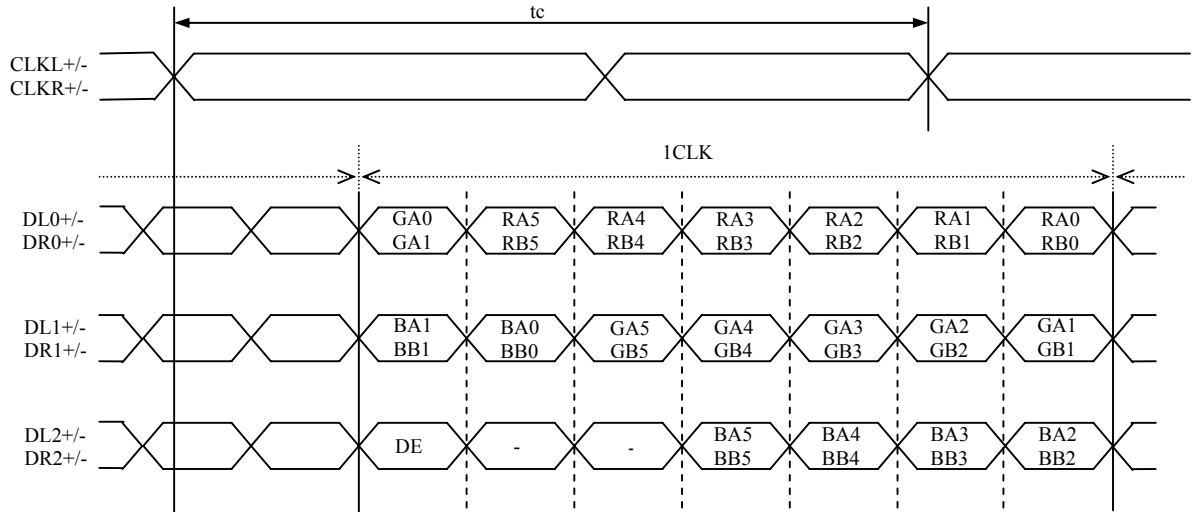 tc
CLKL+/-
CLKR+/-
1CLK
DL0+/-
DR0+/-
GA0 RA5 RA4 RA3 RA2 RA1 RA0
GA1 RB5 RB4 RB3 RB2 RB1 RB0
DL1+/-
DR1+/-
BA1 BA0 GA5 GA4 GA3 GA2 GA1
BB1 BB0 GB5 GB4 GB3 GB2 GB1
DL2+/-
DR2+/-
DE - - BA5 BA4 BA3 BA2
BB5 BB4 BB3 BB2